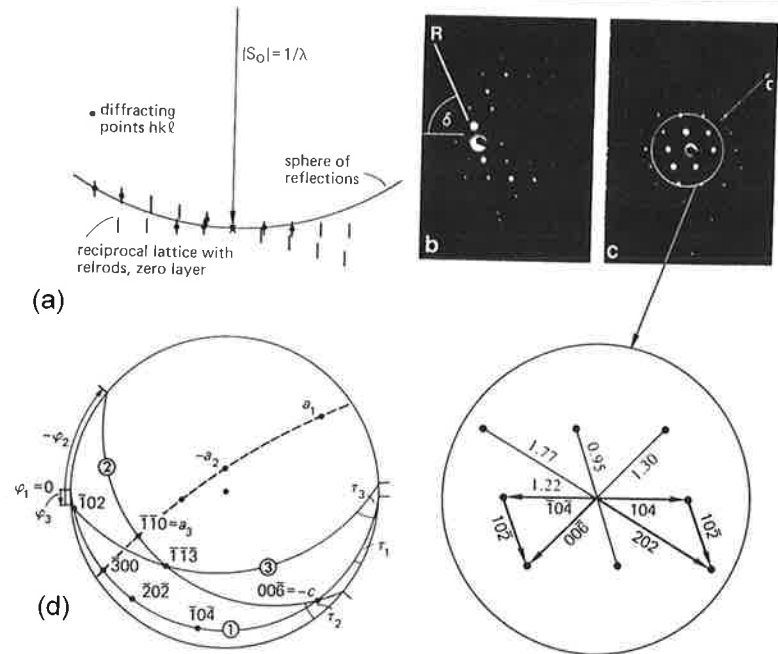 (a)
|S₀| = 1/λ
diffracting
points hkℓ
sphere of
reflections
reciprocal lattice with
relrods, zero layer
R
δ
b
c
(d)
a₁
-a₂
-φ₂
φ₁=0
φ₃
②
1̄02
1̄1̄0=a₃
1̄1̄3̄
3̄00
2̄02̄
1̄04̄
①
③
006̄=-c
τ₃
τ₁
τ₂
1.77
0.95
1.30
1.22
1̄04̄
104
102̄
006̄
202
102̄